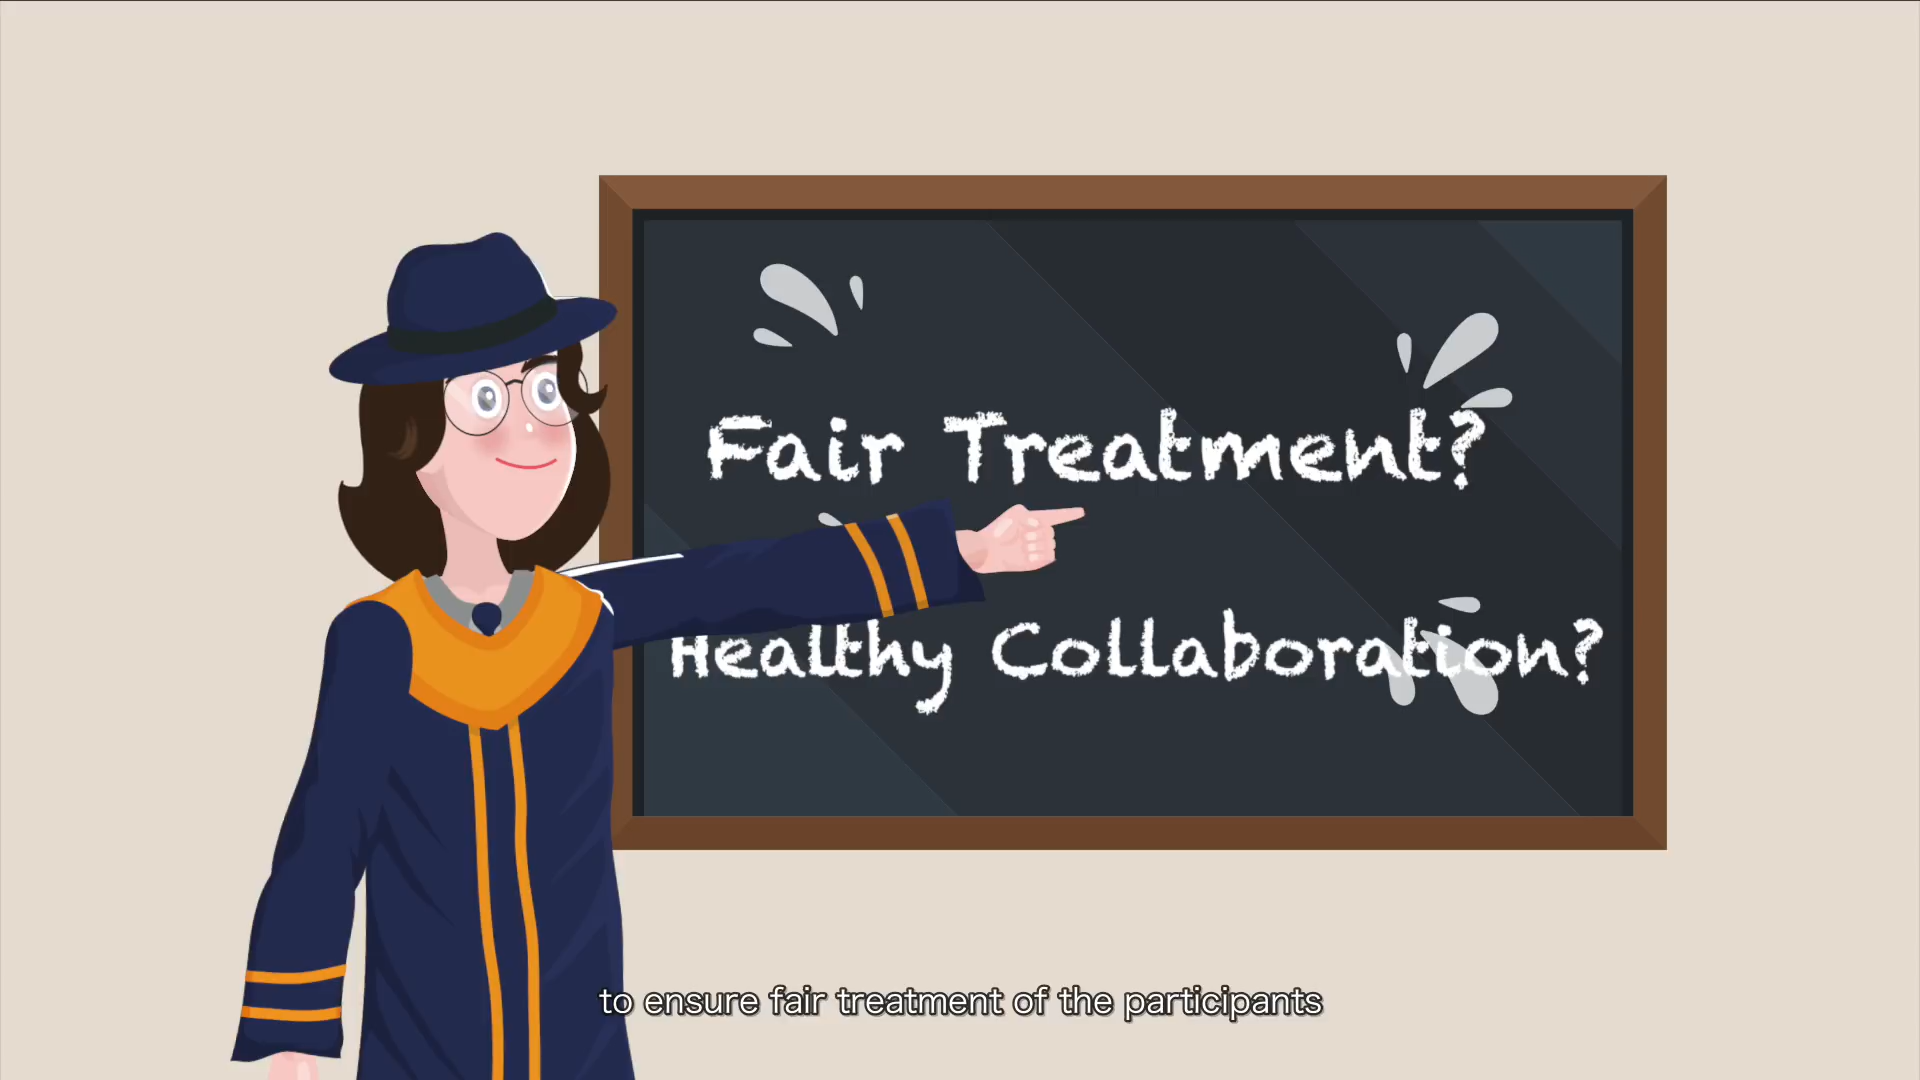 Fair Treatment?
Healthy Collaboration?
to ensure fair treatment of the participants